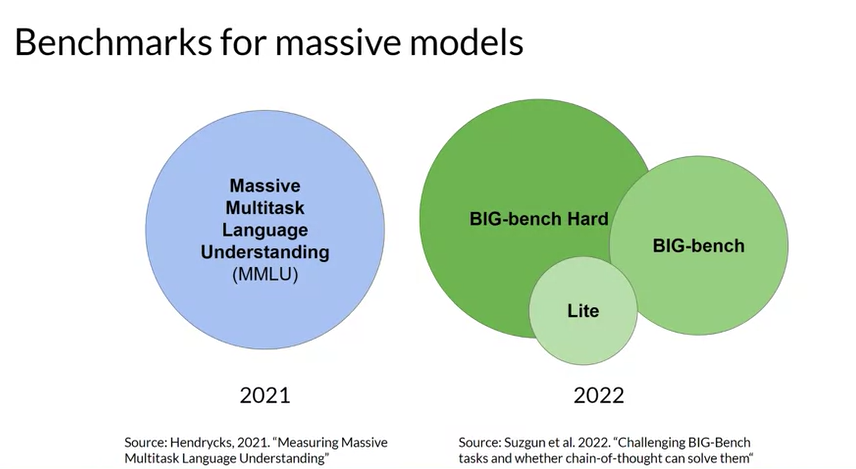 Benchmarks for massive models
Massive
Multitask
Language
Understanding
(MMLU)
BIG-bench Hard
BIG-bench
Lite
2021
2022
Source: Hendrycks, 2021. “Measuring Massive
Multitask Language Understanding”
Source: Suzgun et al. 2022. “Challenging BIG-Bench
tasks and whether chain-of-thought can solve them“